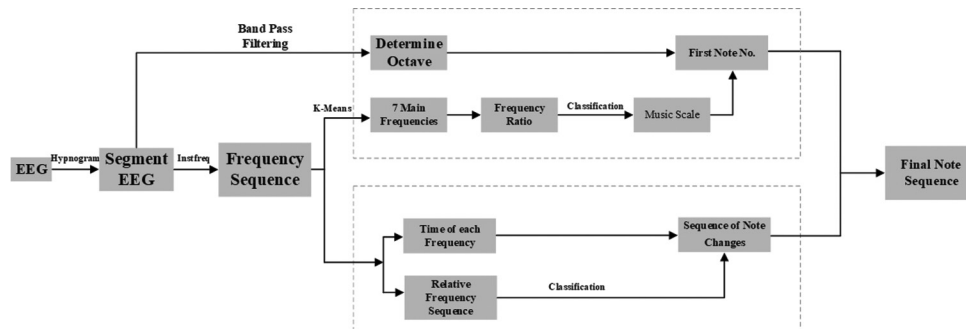 Band Pass
Filtering
Determine
Octave
First Note No.
K-Means
7 Main
Frequencies
Frequency
Ratio
Classification
Music Scale
EEG
Hypnogram
Segment
EEG
Instfreq
Frequency
Sequence
Final Note
Sequence
Time of each
Frequency
Sequence of Note
Changes
Relative
Frequency
Sequence
Classification